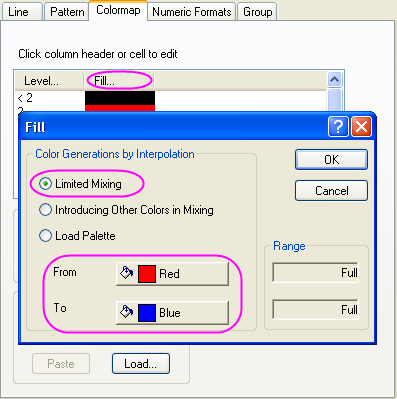 Line Pattern Colormap Numeric Formats Group
Click column header or cell to edit
Level... Fill...
< 2
Fill
Color Generations by Interpolation
OK
Limited Mixing
Cancel
Introducing Other Colors in Mixing
Load Palette
Range
From Red Full
To Blue Full
Paste Load...